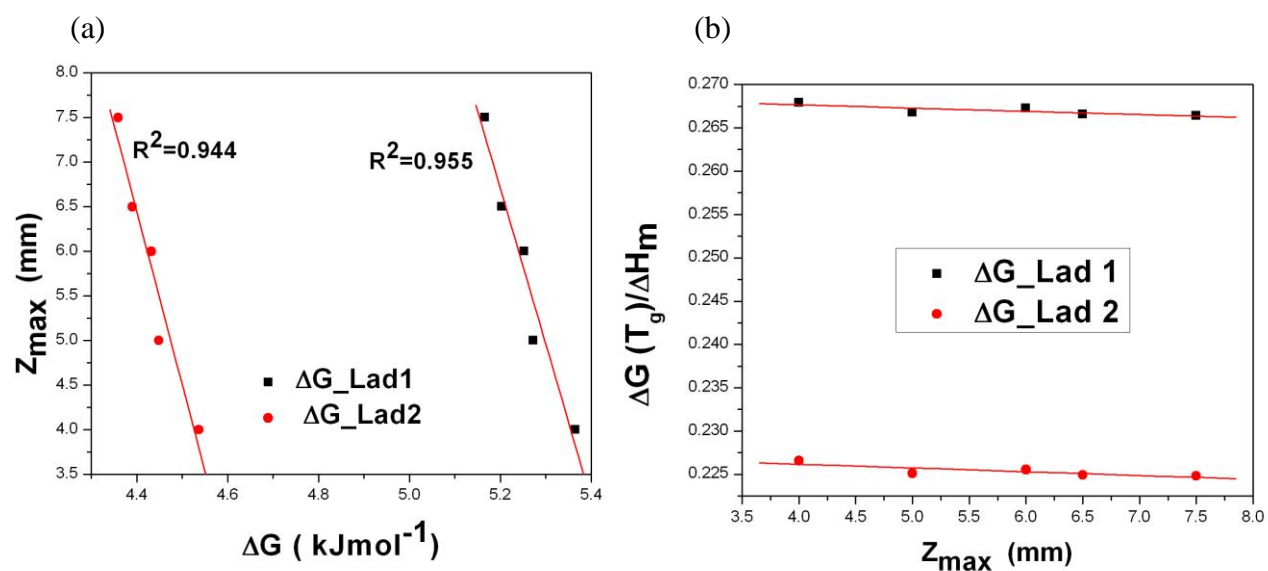 (a)
8.0
7.5
7.0
6.5
6.0
5.5
5.0
4.5
4.0
3.5
Zmax (mm)
R²=0.944
R²=0.955
ΔG_Lad1
ΔG_Lad2
4.4 4.6 4.8 5.0 5.2 5.4
ΔG ( kJmol⁻¹)
(b)
0.270
0.265
0.260
0.255
0.250
0.245
0.240
0.235
0.230
0.225
ΔG (Tg)/ΔHm
ΔG_Lad 1
ΔG_Lad 2
3.5 4.0 4.5 5.0 5.5 6.0 6.5 7.0 7.5 8.0
Zmax (mm)